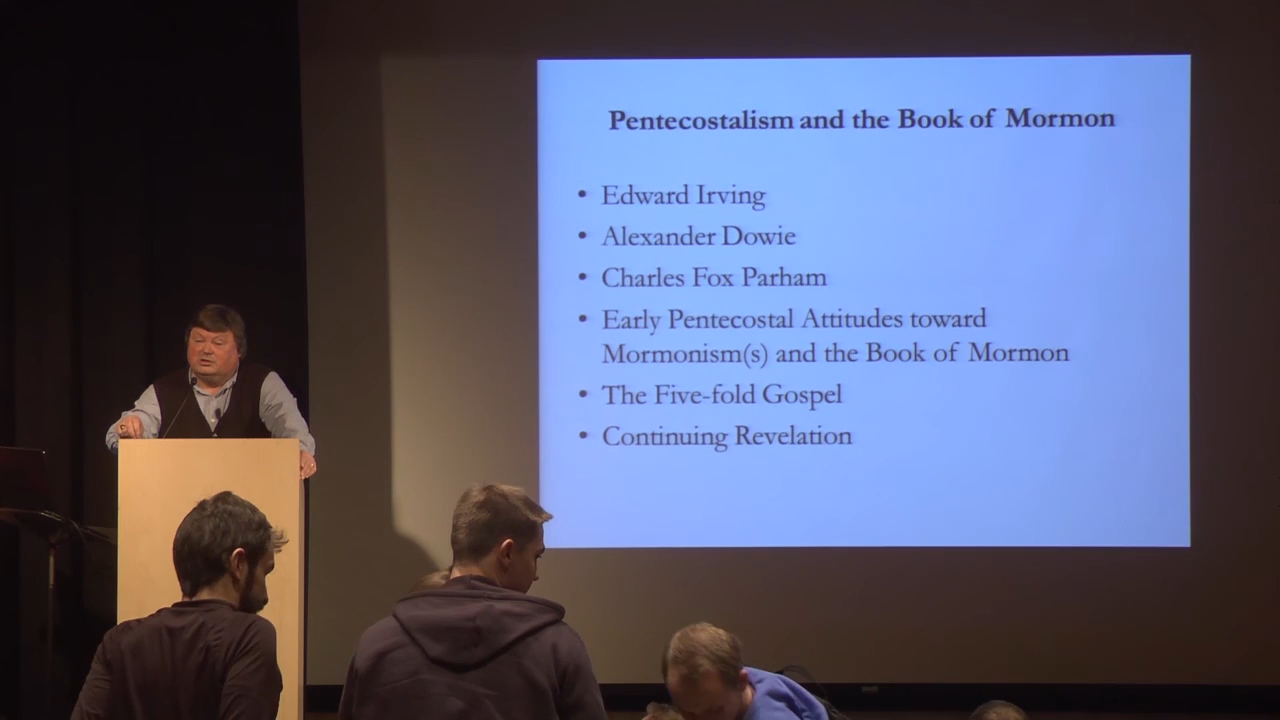 Pentecostalism and the Book of Mormon
• Edward Irving
• Alexander Dowie
• Charles Fox Parham
• Early Pentecostal Attitudes toward
Mormonism(s) and the Book of Mormon
• The Five-fold Gospel
• Continuing Revelation